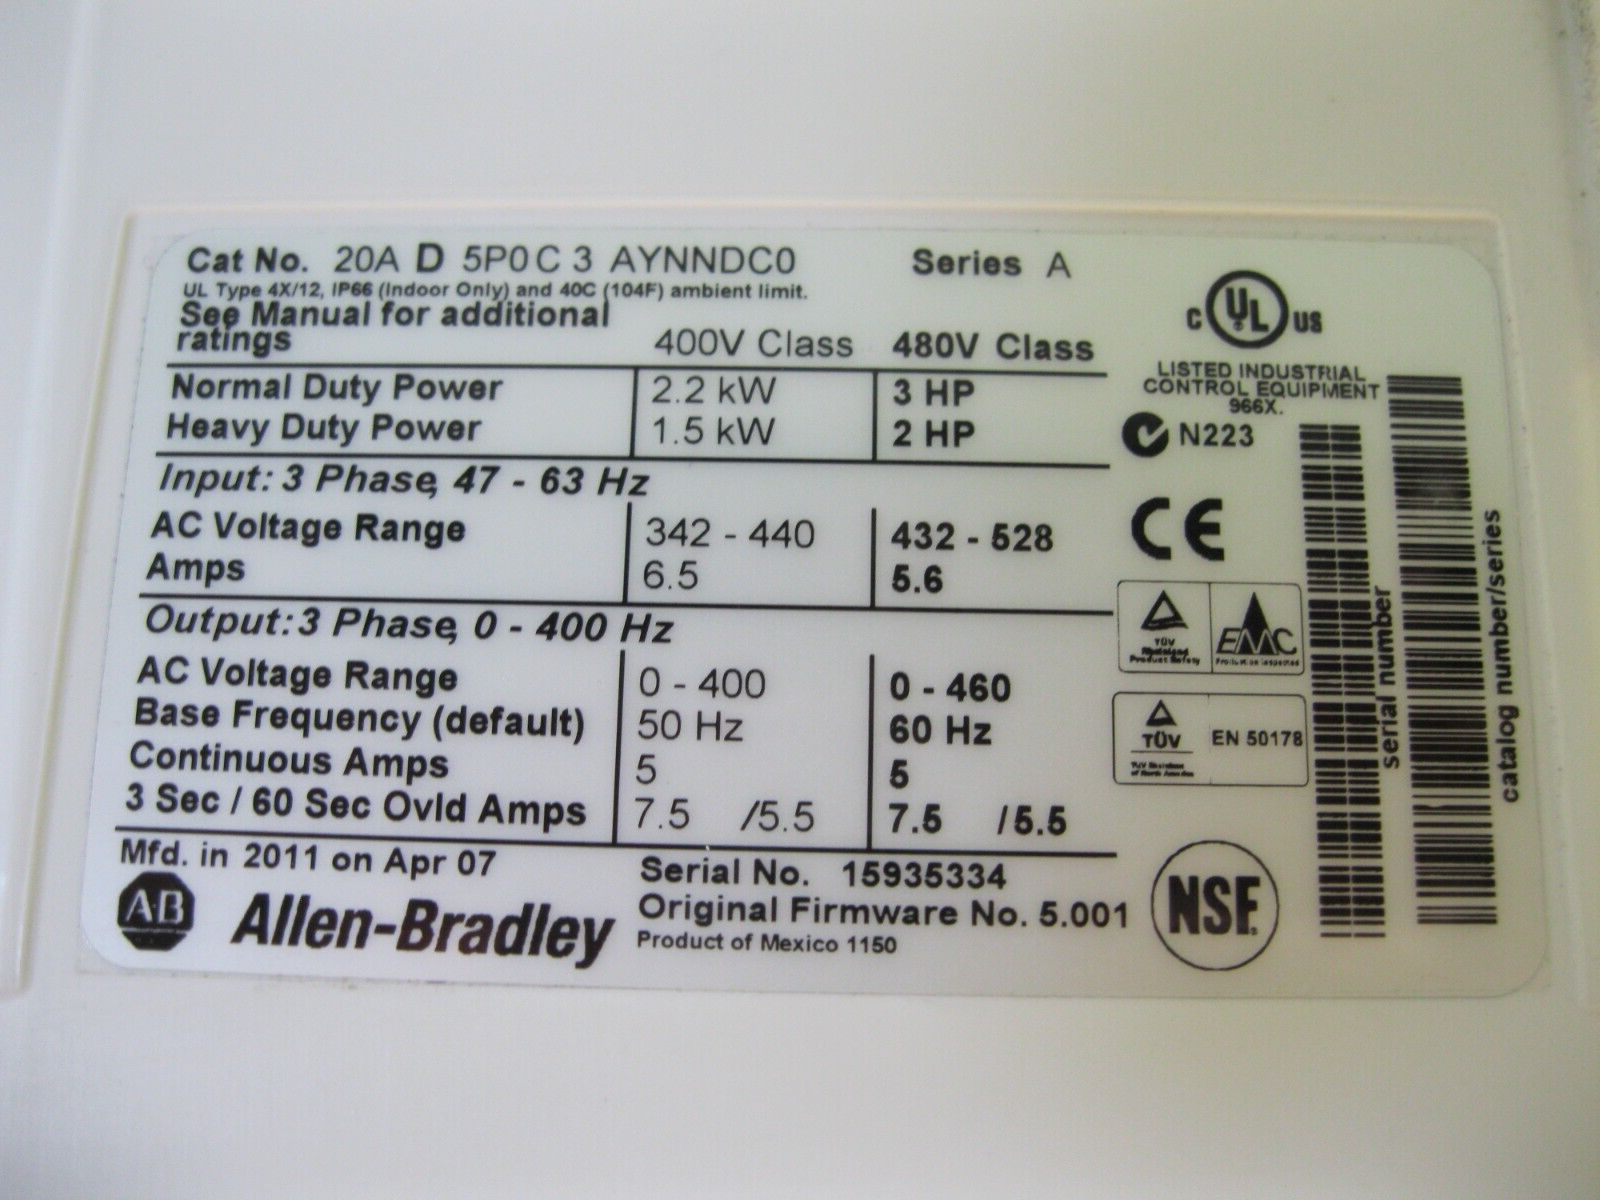 Cat No. 20A D 5P0 C 3 AYNNDC0 Series A
UL Type 4X/12, IP66 (Indoor Only) and 40C (104F) ambient limit.
See Manual for additional
ratings 400V Class 480V Class
Normal Duty Power 2.2 kW 3 HP
Heavy Duty Power 1.5 kW 2 HP
Input: 3 Phase, 47 - 63 Hz
AC Voltage Range 342 - 440 432 - 528
Amps 6.5 5.6
Output: 3 Phase, 0 - 400 Hz
AC Voltage Range 0 - 400 0 - 460
Base Frequency (default) 50 Hz 60 Hz
Continuous Amps 5 5
3 Sec / 60 Sec Ovld Amps 7.5 /5.5 7.5 /5.5
Mfd. in 2011 on Apr 07
Serial No. 15935334
AB Allen-Bradley
Original Firmware No. 5.001
Product of Mexico 1150
C UL US
LISTED INDUSTRIAL
CONTROL EQUIPMENT
966X.
N223
CE
TÜV
Rheinland
Product Safety
EMC
TÜV
EN 50178
of North America
NSF.
serial number
catalog number/series